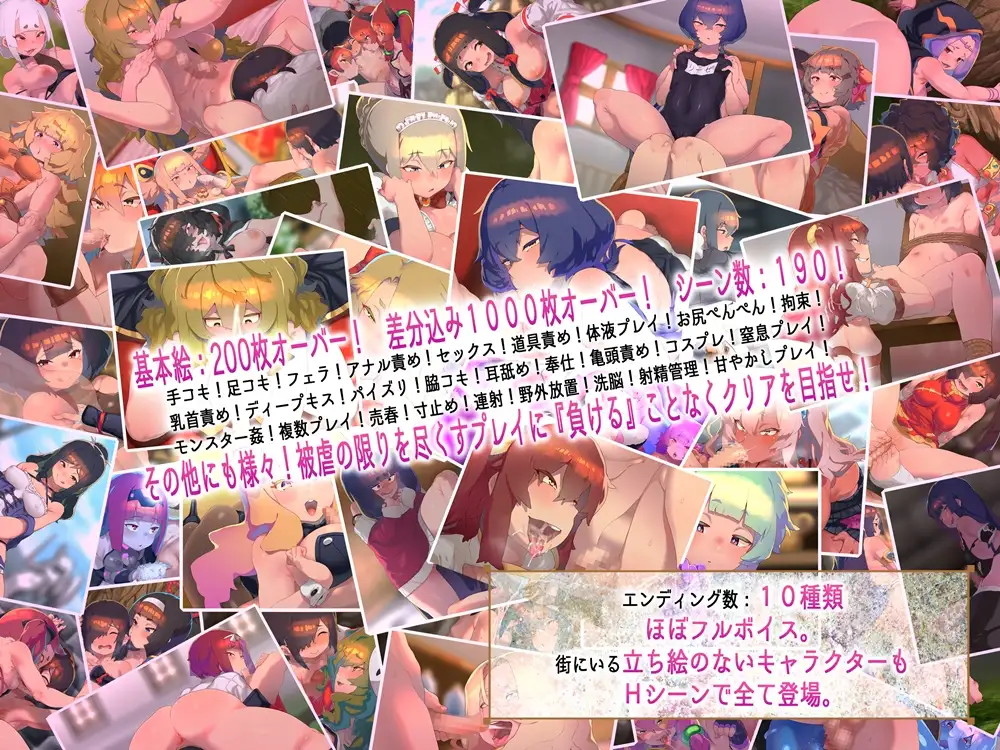 基本絵：200枚オーバー！　差分込み１０００枚オーバー！　シーン数：１９０！
手コキ！足コキ！フェラ！アナル責め！セックス！道具責め！体液プレイ！お尻ぺんぺん！拘束！
乳首責め！ディープキス！パイズリ！脇コキ！耳舐め！奉仕！亀頭責め！コスプレ！窒息プレイ！
モンスター姦！複数プレイ！売春！寸止め！連射！野外放置！洗脳！射精管理！甘やかしプレイ！
その他にも様々！被虐の限りを尽くすプレイに『負ける』ことなくクリアを目指せ！
エンディング数：１０種類
ほぼフルボイス。
街にいる立ち絵のないキャラクターも
Hシーンで全て登場。